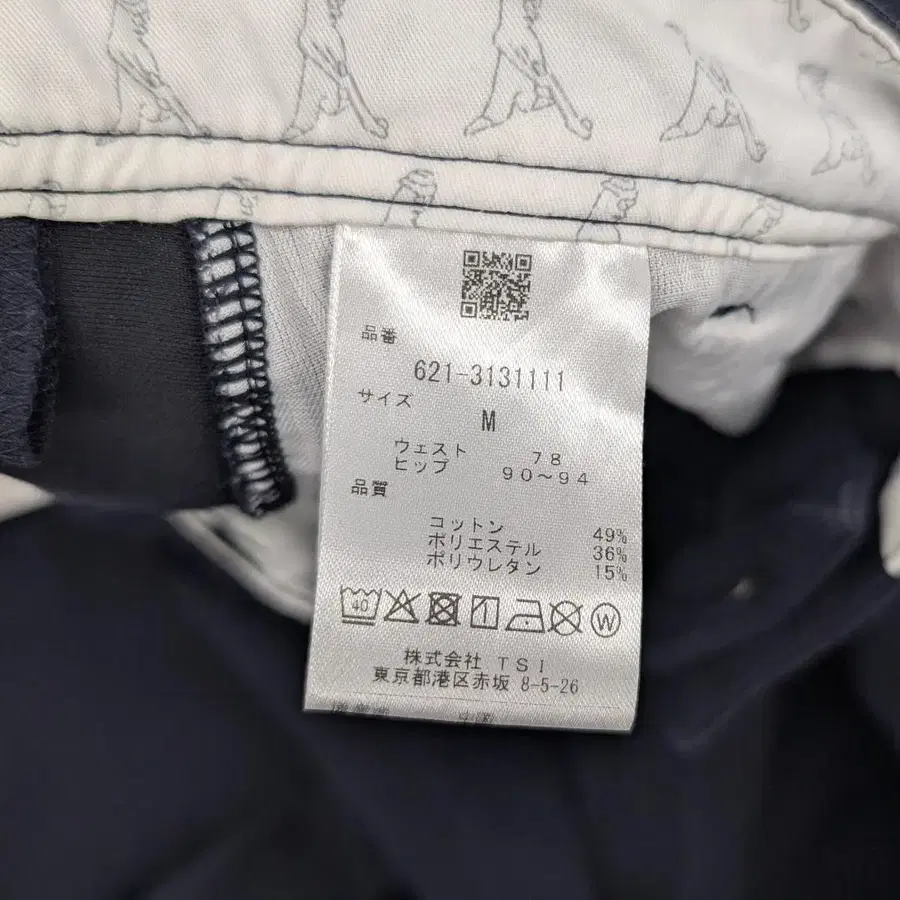 品番
621-3131111
サイズ
M
ウェスト 78
ヒップ 90～94
品質
コットン 49%
ポリエステル 36%
ポリウレタン 15%
40
W
株式会社 TSI
東京都港区赤坂 8-5-26